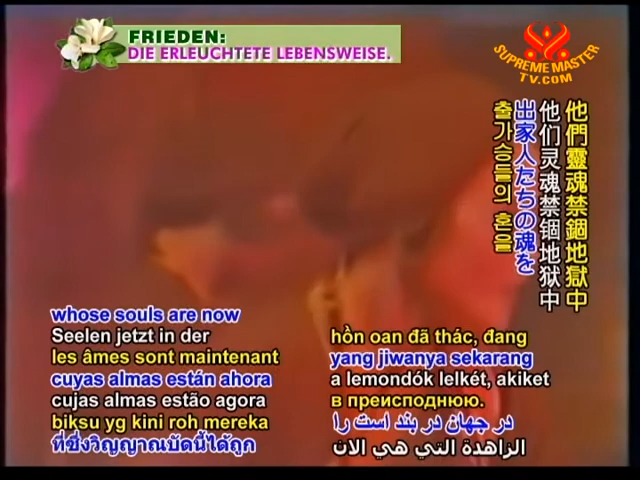 FRIEDEN:
DIE ERLEUCHTETE LEBENSWEISE.
SUPREME MASTER
TV.COM
他們靈魂禁錮地獄中
他们灵魂禁锢地狱中
出家人たちの魂を
출가승들의 혼을
whose souls are now
Seelen jetzt in der
les âmes sont maintenant
cuyas almas están ahora
cujas almas estão agora
biksu yg kini roh mereka
ที่ซึ่งวิญญาณบัดนี้ได้ถูก
hồn oan đã thác, đang
yang jiwanya sekarang
a lemondók lelkét, akiket
в преисподнюю.
در جهان در بند است را
الزاهدة التي هي الآن